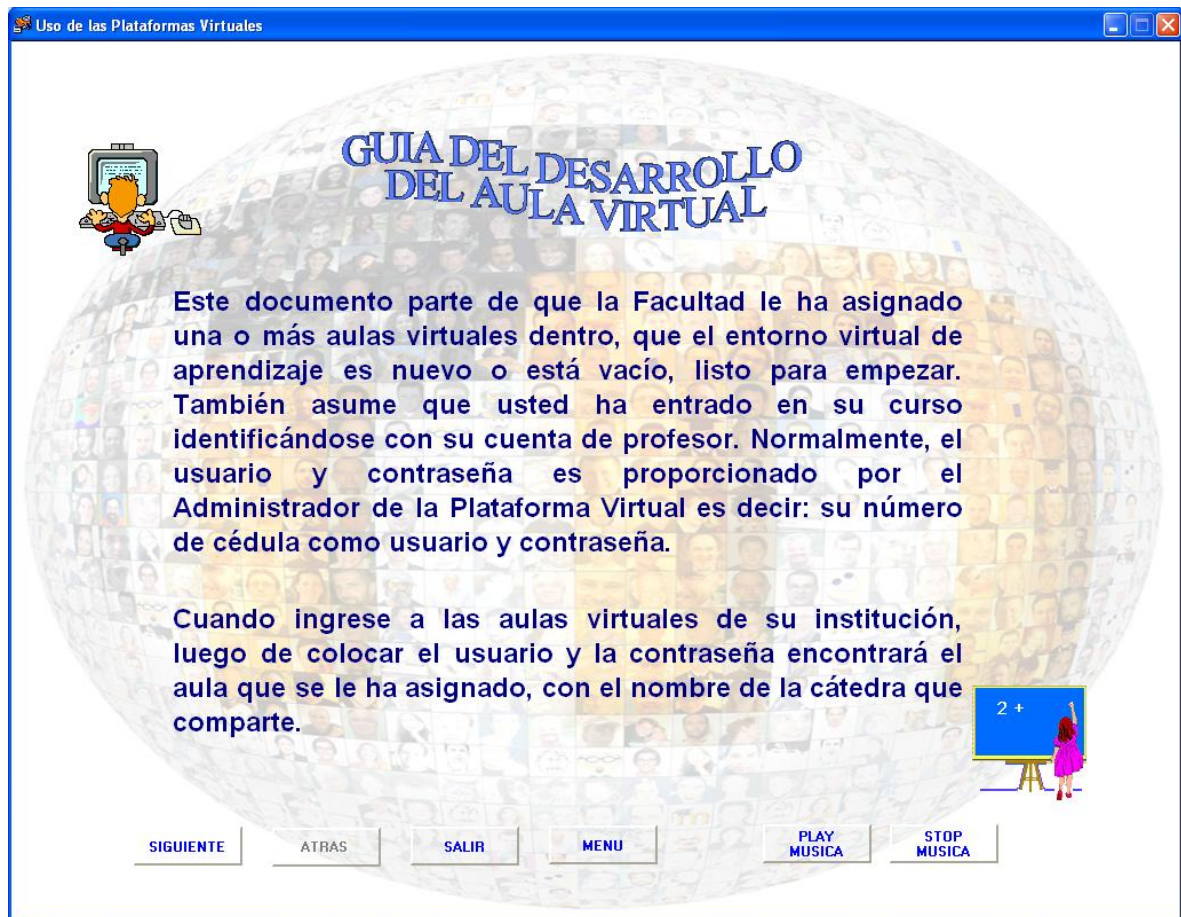 Uso de las Plataformas Virtuales
GUIA DEL DESARROLLO
DEL AULA VIRTUAL
Este documento parte de que la Facultad le ha asignado
una o más aulas virtuales dentro, que el entorno virtual de
aprendizaje es nuevo o está vacío, listo para empezar.
También asume que usted ha entrado en su curso
identificándose con su cuenta de profesor. Normalmente, el
usuario y contraseña es proporcionado por el
Administrador de la Plataforma Virtual es decir: su número
de cédula como usuario y contraseña.
Cuando ingrese a las aulas virtuales de su institución,
luego de colocar el usuario y la contraseña encontrará el
aula que se le ha asignado, con el nombre de la cátedra que
comparte.
2 +
SIGUIENTE
ATRAS
SALIR
MENU
PLAY
MUSICA
STOP
MUSICA